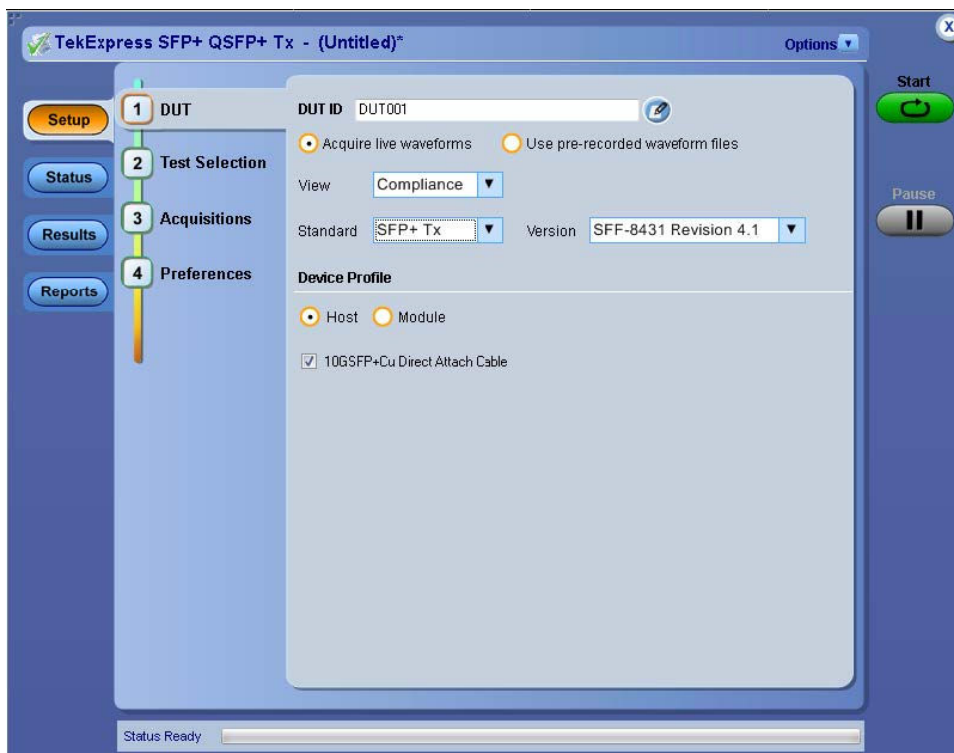 TekExpress SFP+ QSFP+ Tx - (Untitled)*
Options
X
Start
Pause
Setup
Status
Results
Reports
1 DUT
2 Test Selection
3 Acquisitions
4 Preferences
DUT ID DUT001
Acquire live waveforms Use pre-recorded waveform files
View Compliance
Standard SFP+ Tx Version SFF-8431 Revision 4.1
Device Profile
Host Module
10GSFP+Cu Direct Attach Cable
Status Ready